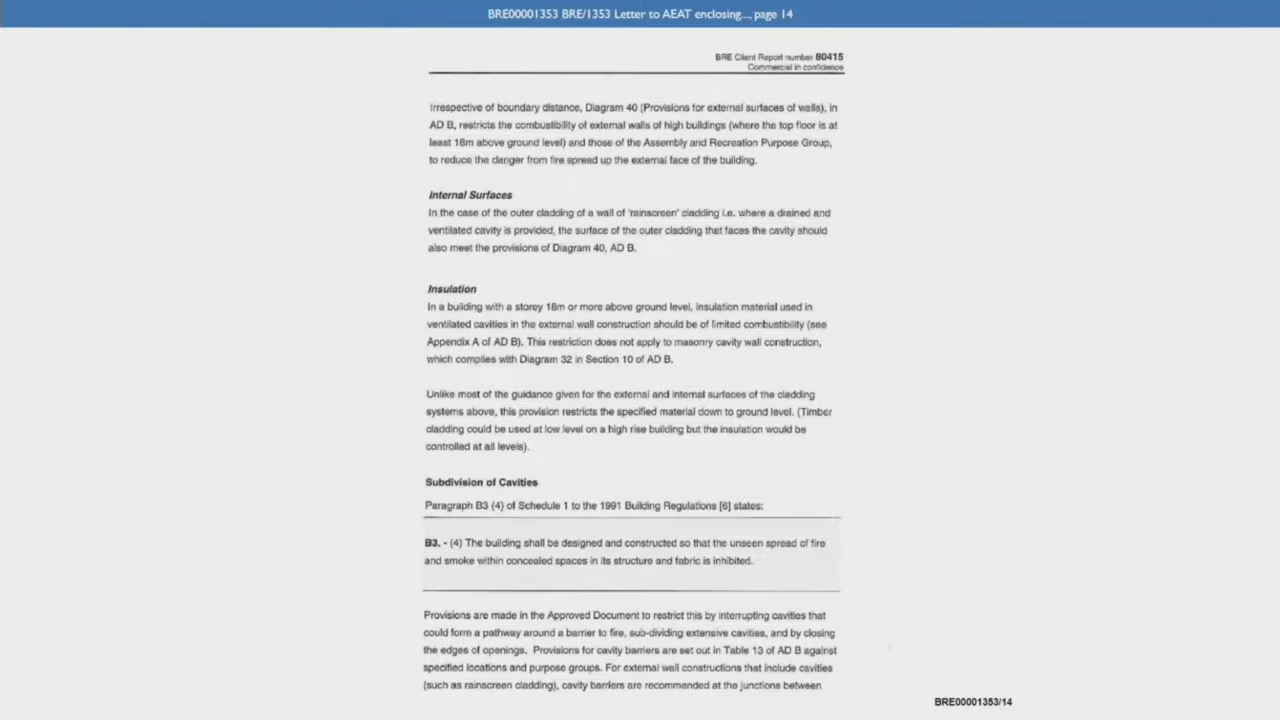 BRE00001353 BRE/1353 Letter to AEAT enclosing..., page 14
BRE Client Report number 80415
Commercial in confidence
Irrespective of boundary distance, Diagram 40 (Provisions for external surfaces of walls), in
AD B, restricts the combustibility of external walls of high buildings (where the top floor is at
least 18m above ground level) and those of the Assembly and Recreation Purpose Group,
to reduce the danger from fire spread up the external face of the building.
Internal Surfaces
In the case of the outer cladding of a wall of 'rainscreen' cladding i.e. where a drained and
ventilated cavity is provided, the surface of the outer cladding that faces the cavity should
also meet the provisions of Diagram 40, AD B.
Insulation
In a building with a storey 18m or more above ground level, insulation material used in
ventilated cavities in the external wall construction should be of limited combustibility (see
Appendix A of AD B). This restriction does not apply to masonry cavity wall construction,
which complies with Diagram 32 in Section 10 of AD B.
Unlike most of the guidance given for the external and internal surfaces of the cladding
systems above, this provision restricts the specified material down to ground level. (Timber
cladding could be used at low level on a high rise building but the insulation would be
controlled at all levels).
Subdivision of Cavities
Paragraph B3 (4) of Schedule 1 to the 1991 Building Regulations [6] states:
B3. - (4) The building shall be designed and constructed so that the unseen spread of fire
and smoke within concealed spaces in its structure and fabric is inhibited.
Provisions are made in the Approved Document to restrict this by interrupting cavities that
could form a pathway around a barrier to fire, sub-dividing extensive cavities, and by closing
the edges of openings. Provisions for cavity barriers are set out in Table 13 of AD B against
specified locations and purpose groups. For external wall constructions that include cavities
(such as rainscreen cladding), cavity barriers are recommended at the junctions between
BRE00001353/14